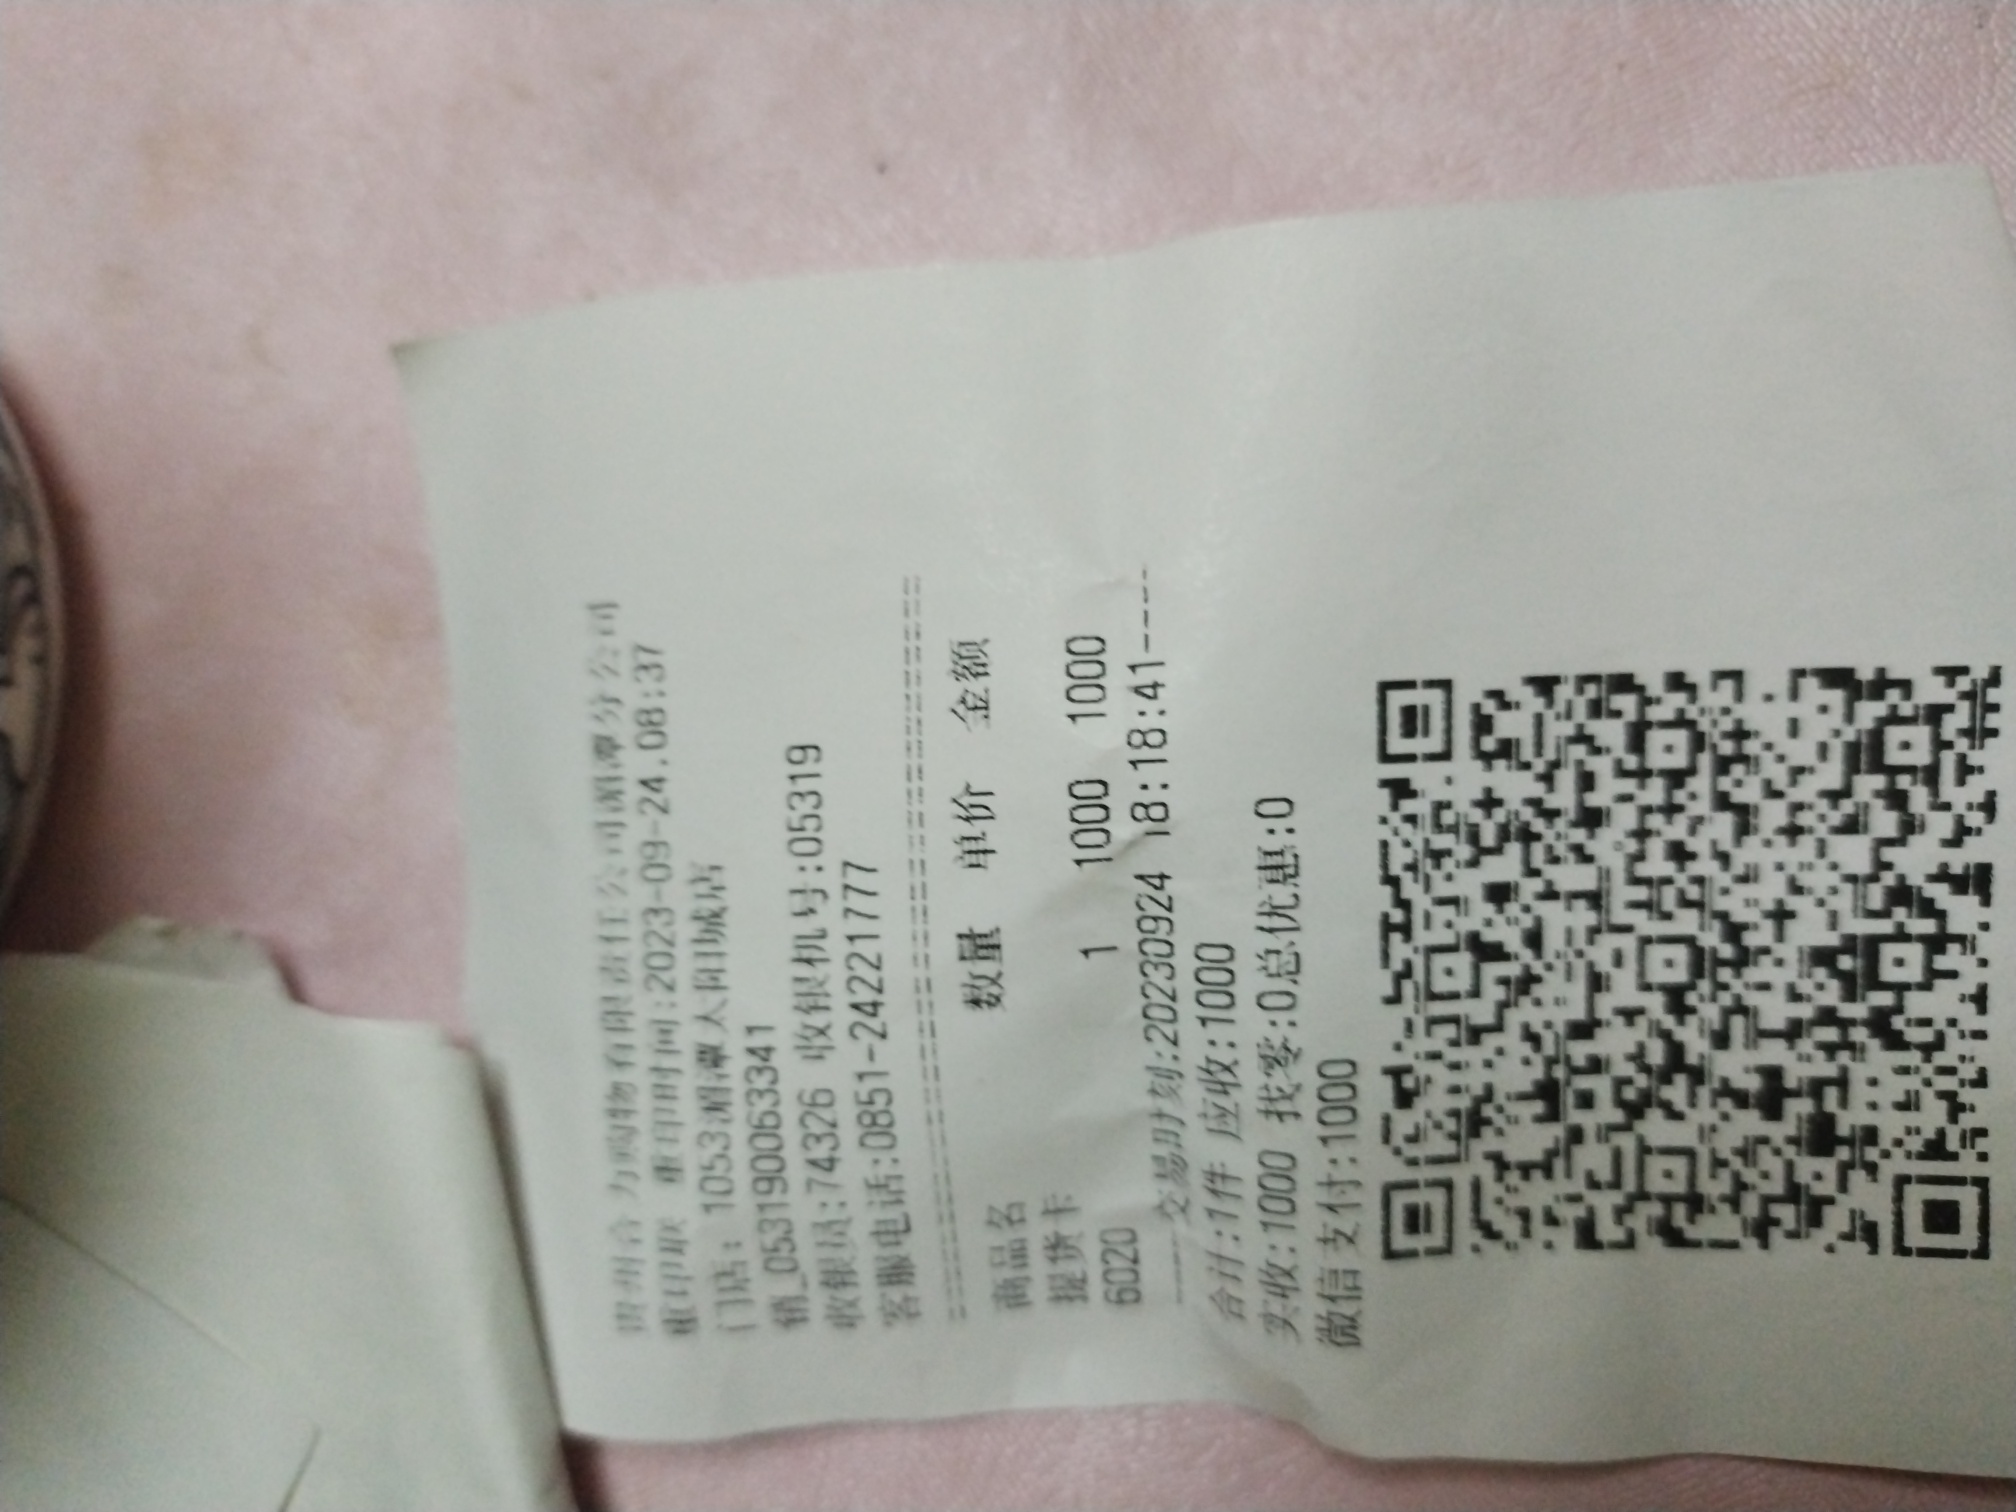 贵州合力购物有限责任公司湄潭分公司
重印联 重印时间:2023-09-24.08:37
门店: 1053湄潭大阳城店
销_0531900633​41
收银员:74326 收银机号:05319
客服电话:0851-24221777
商品名 数量 单价 金额
提货卡
6020 1 1000 1000
----交易时刻:20230924 18:18:41----
合计:1件 应收:1000
实收:1000 找零:0总优惠:0
微信支付:1000